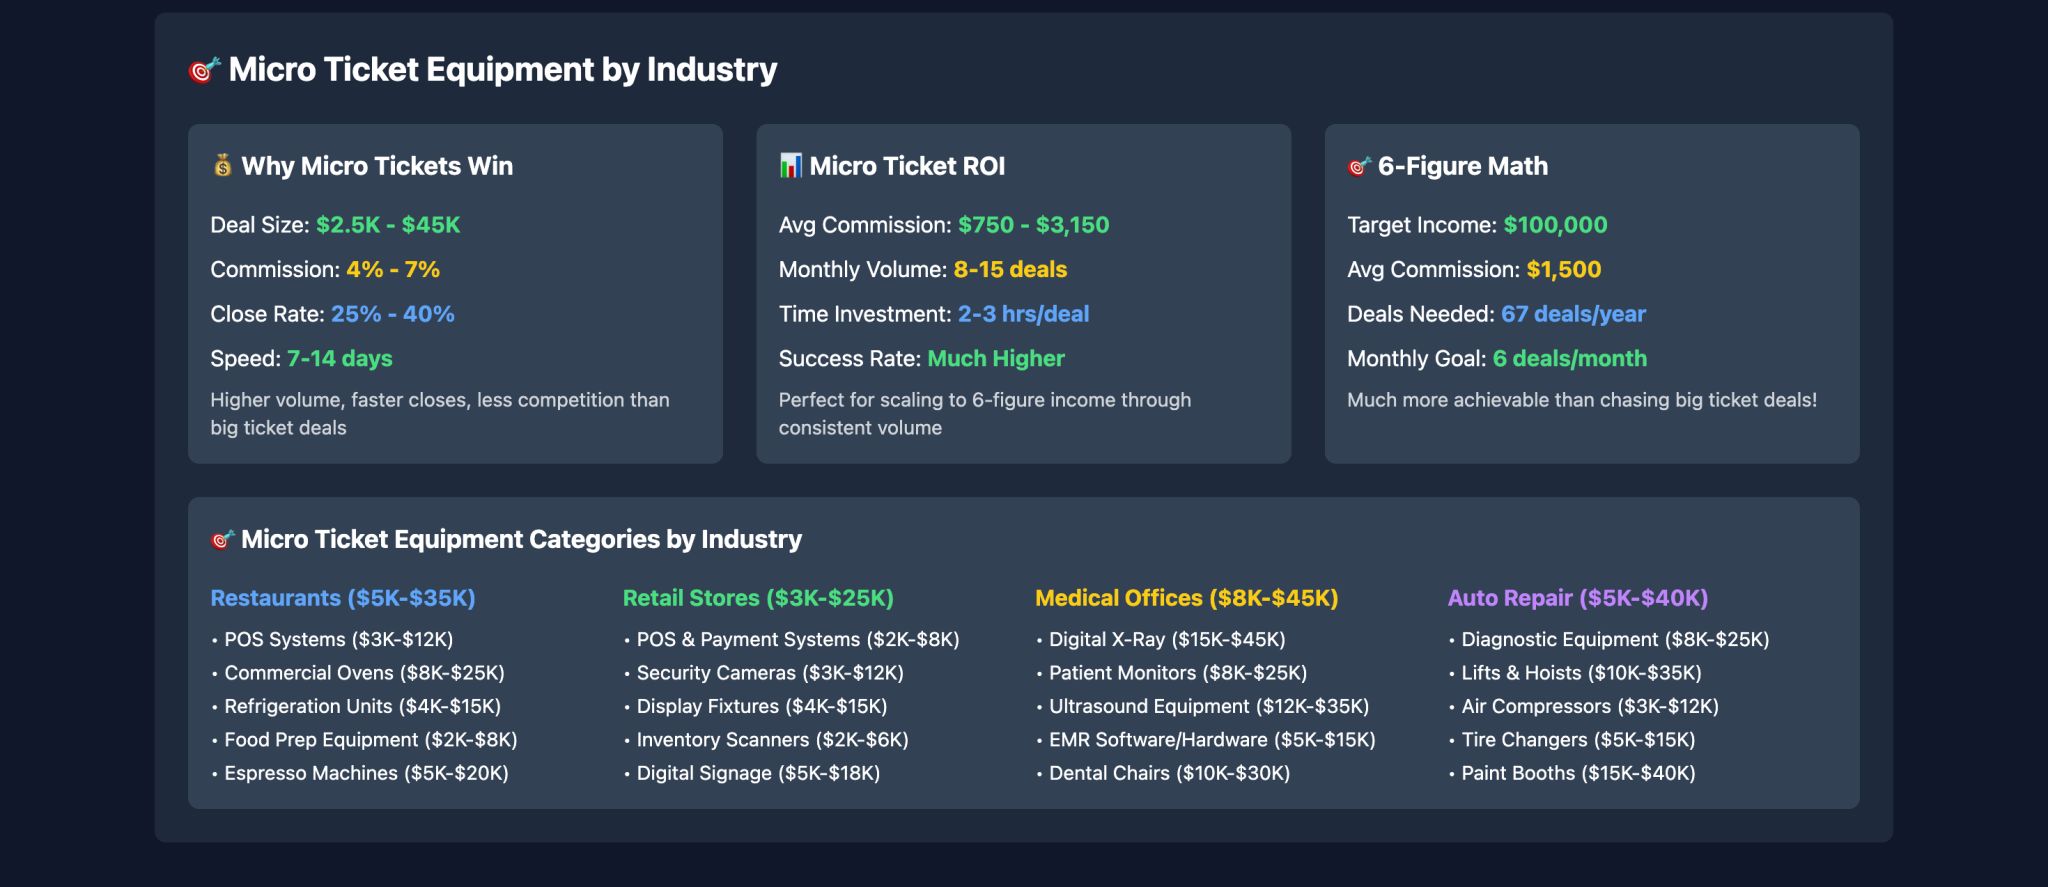 🎯 Micro Ticket Equipment by Industry
💰 Why Micro Tickets Win
Deal Size: $2.5K - $45K
Commission: 4% - 7%
Close Rate: 25% - 40%
Speed: 7-14 days
Higher volume, faster closes, less competition than
big ticket deals
📊 Micro Ticket ROI
Avg Commission: $750 - $3,150
Monthly Volume: 8-15 deals
Time Investment: 2-3 hrs/deal
Success Rate: Much Higher
Perfect for scaling to 6-figure income through
consistent volume
🎯 6-Figure Math
Target Income: $100,000
Avg Commission: $1,500
Deals Needed: 67 deals/year
Monthly Goal: 6 deals/month
Much more achievable than chasing big ticket deals!
🎯 Micro Ticket Equipment Categories by Industry
Restaurants ($5K-$35K)
• POS Systems ($3K-$12K)
• Commercial Ovens ($8K-$25K)
• Refrigeration Units ($4K-$15K)
• Food Prep Equipment ($2K-$8K)
• Espresso Machines ($5K-$20K)
Retail Stores ($3K-$25K)
• POS & Payment Systems ($2K-$8K)
• Security Cameras ($3K-$12K)
• Display Fixtures ($4K-$15K)
• Inventory Scanners ($2K-$6K)
• Digital Signage ($5K-$18K)
Medical Offices ($8K-$45K)
• Digital X-Ray ($15K-$45K)
• Patient Monitors ($8K-$25K)
• Ultrasound Equipment ($12K-$35K)
• EMR Software/Hardware ($5K-$15K)
• Dental Chairs ($10K-$30K)
Auto Repair ($5K-$40K)
• Diagnostic Equipment ($8K-$25K)
• Lifts & Hoists ($10K-$35K)
• Air Compressors ($3K-$12K)
• Tire Changers ($5K-$15K)
• Paint Booths ($15K-$40K)